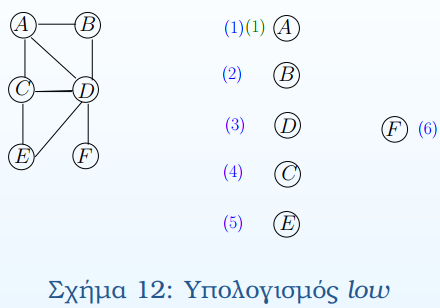 A B (1)(1) A
(2) B
C D (3) D F (6)
(4) C
E F
(5) E
Σχήμα 12: Υπολογισμός low